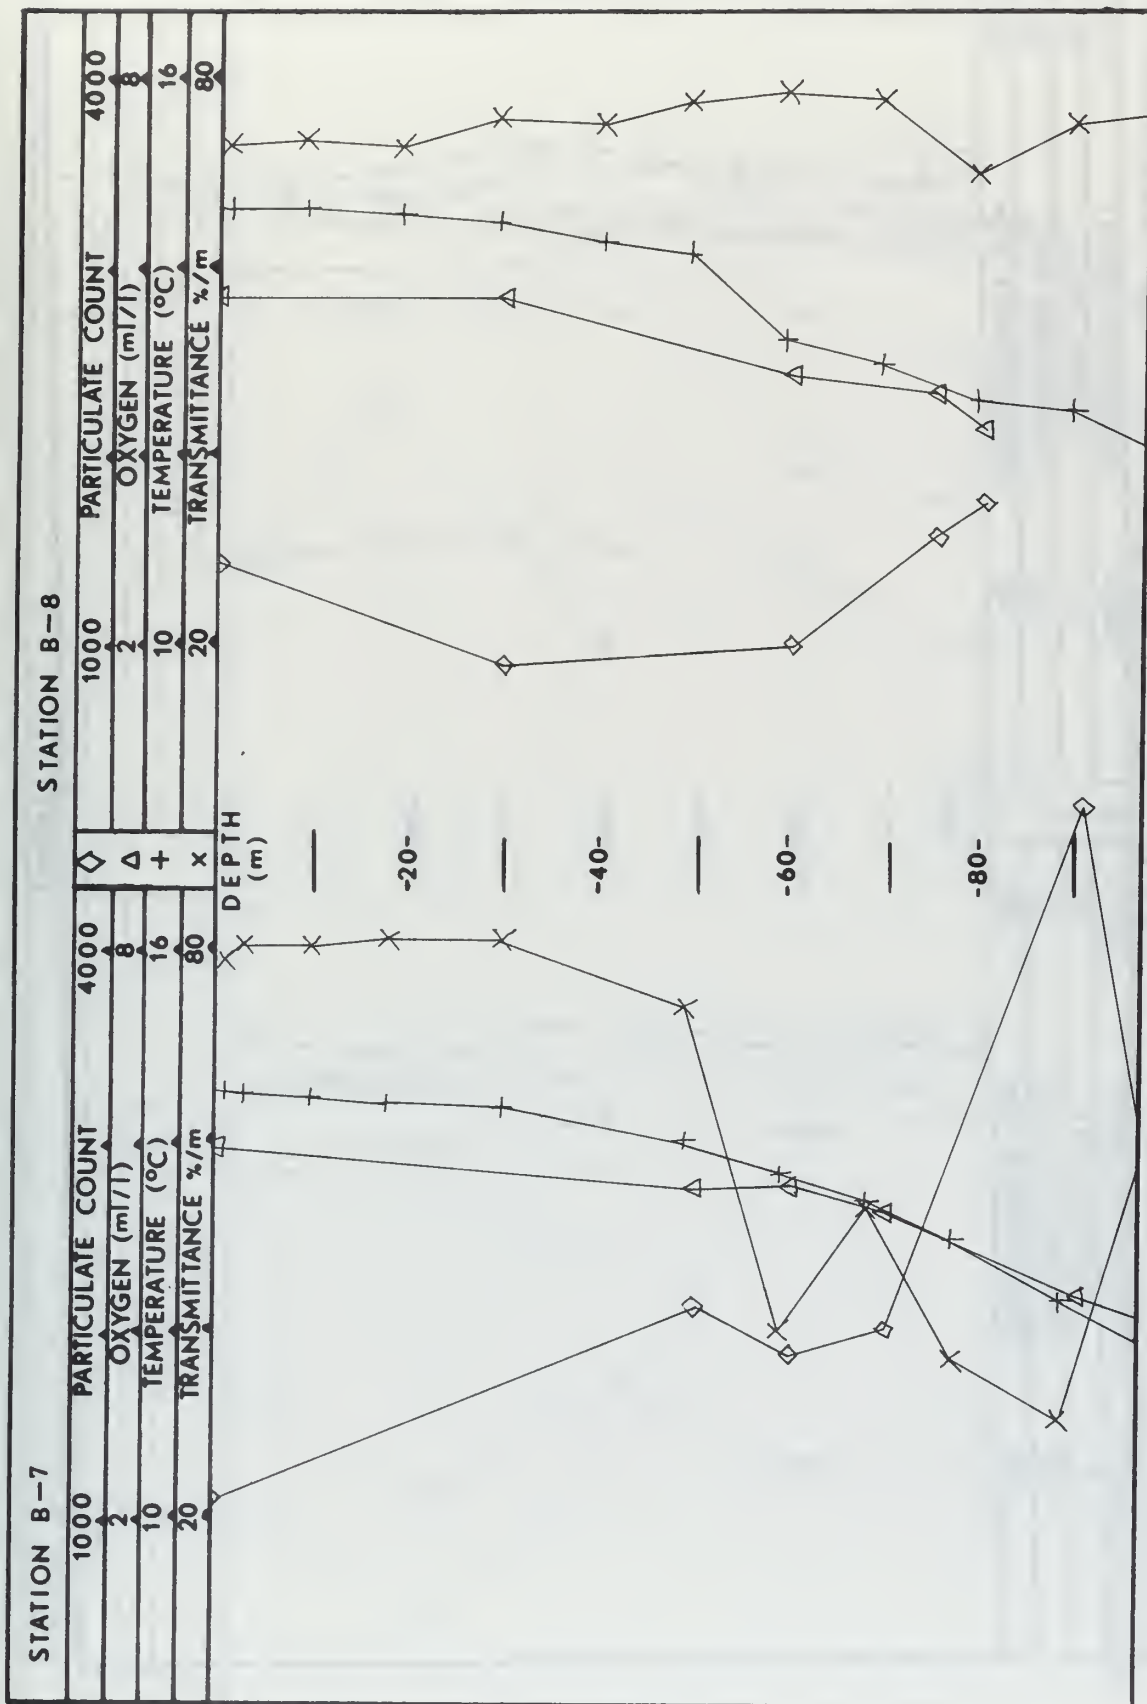 STATION B-7
STATION B-8
1000 PARTICULATE COUNT 4000 ◇ 1000 PARTICULATE COUNT 4000
2 OXYGEN (ml/l) 8 Δ 2 OXYGEN (ml/l) 8
10 TEMPERATURE (°C) 16 + 10 TEMPERATURE (°C) 16
20 TRANSMITTANCE %/m 80 x 20 TRANSMITTANCE %/m 80
DEPTH
(m)
-20-
-40-
-60-
-80-